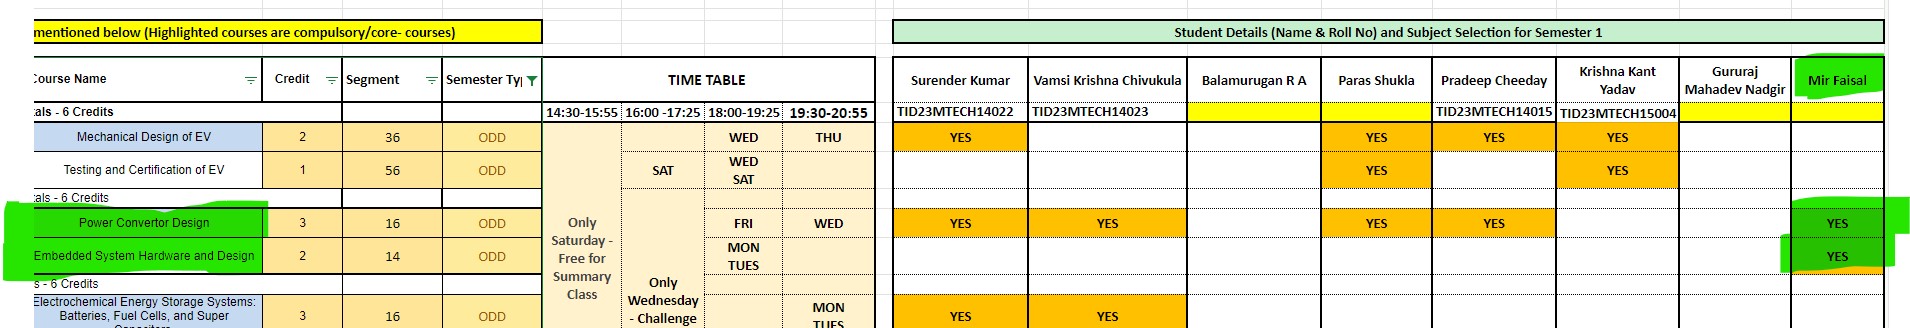 mentioned below (Highlighted courses are compulsory/core- courses)
Student Details (Name & Roll No) and Subject Selection for Semester 1
Course Name Credit Segment Semester Ty TIME TABLE Surender Kumar Vamsi Krishna Chivukula Balamurugan R A Paras Shukla Pradeep Cheeday Krishna Kant Yadav Gururaj Mahadev Nadgir Mir Faisal
tals - 6 Credits 14:30-15:55 16:00 -17:25 18:00-19:25 19:30-20:55 TID23MTECH14022 TID23MTECH14023 TID23MTECH14015 TID23MTECH15004
Mechanical Design of EV 2 36 ODD WED THU YES YES YES YES
Testing and Certification of EV 1 56 ODD SAT WED SAT YES YES
tals - 6 Credits
Power Convertor Design 3 16 ODD FRI WED YES YES YES YES YES
Embedded System Hardware and Design 2 14 ODD MON TUES YES
s - 6 Credits
Electrochemical Energy Storage Systems:
Batteries, Fuel Cells, and Super
3 16 ODD MON TUES YES YES
Only
Saturday -
Free for
Summary
Class
Only
Wednesday
- Challenge